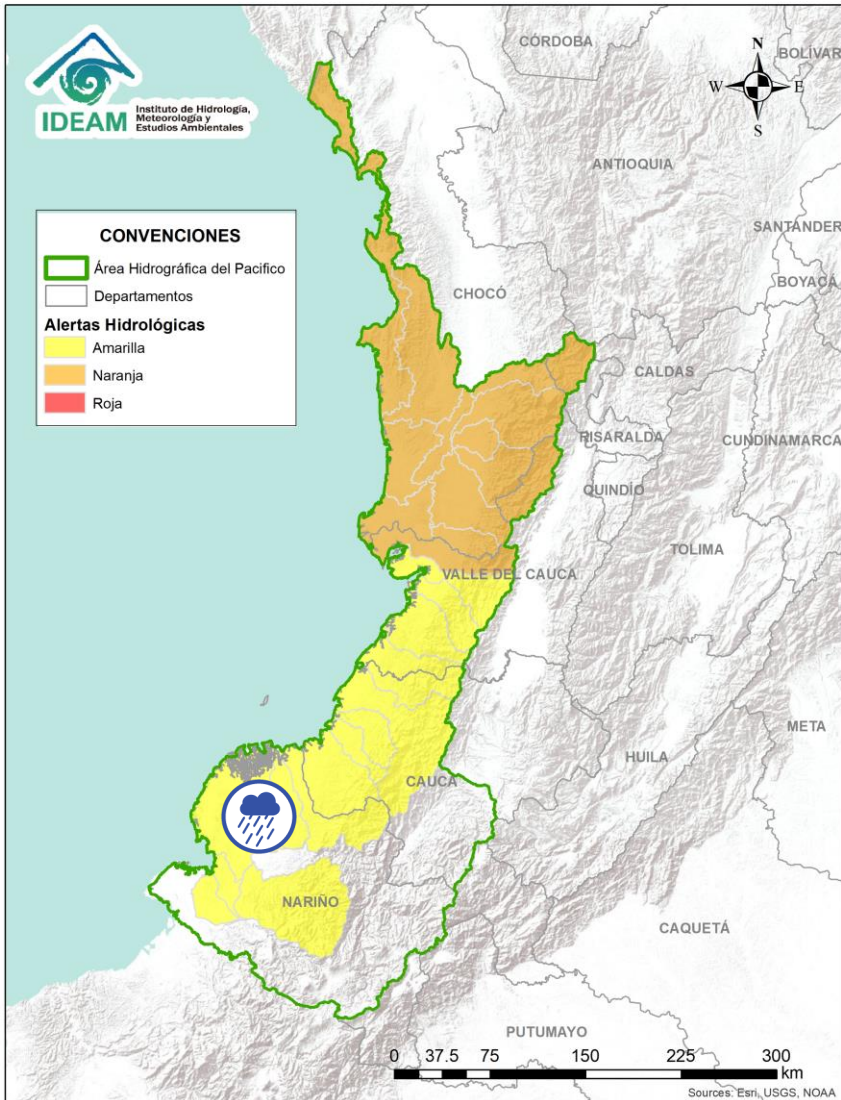 IDEAM
Instituto de Hidrología,
Meteorología y
Estudios Ambientales
CÓRDOBA
BOLÍVAR
N
W
E
S
ANTIOQUIA
CONVENCIONES
Área Hidrográfica del Pacifico
Departamentos
Alertas Hidrológicas
Amarilla
Naranja
Roja
SANTANDER
BOYACÁ
CHOCÓ
CALDAS
RISARALDA
CUNDINAMARCA
QUINDÍO
TOLIMA
VALLE DEL CAUCA
META
HUILA
CAUCA
NARIÑO
CAQUETÁ
PUTUMAYO
0 37.5 75 150 225 300
km
Sources: Esri, USGS, NOAA